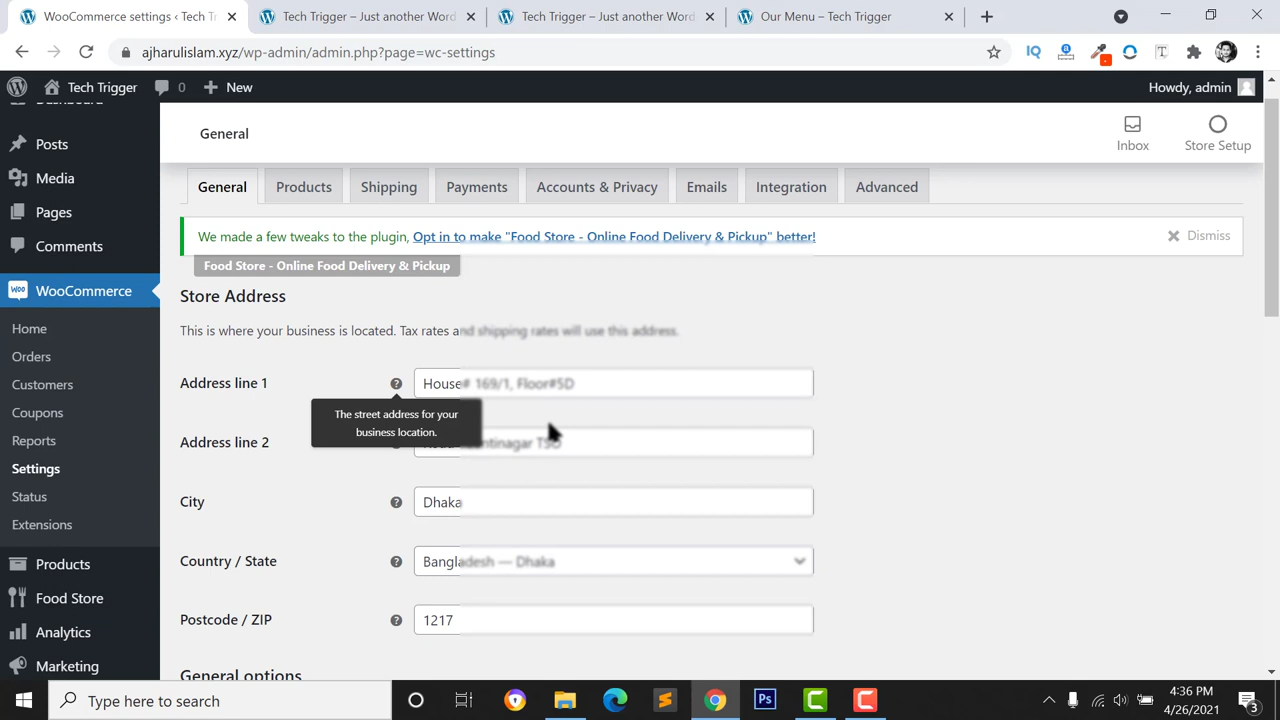 WooCommerce settings ‹ Tech Tri
Tech Trigger – Just another Word
Tech Trigger – Just another Word
Our Menu – Tech Trigger
ajharulislam.xyz/wp-admin/admin.php?page=wc-settings
Tech Trigger
0
New
Howdy, admin
Dashboard
Posts
Media
Pages
Comments
WooCommerce
Home
Orders
Customers
Coupons
Reports
Settings
Status
Extensions
Products
Food Store
Analytics
Marketing
General
Inbox
Store Setup
General
Products
Shipping
Payments
Accounts & Privacy
Emails
Integration
Advanced
We made a few tweaks to the plugin, Opt in to make "Food Store - Online Food Delivery & Pickup" better!
Dismiss
Food Store - Online Food Delivery & Pickup
Store Address
This is where your business is located. Tax rates and shipping rates will use this address.
Address line 1
House# 169/1, Floor#5D
The street address for your
business location.
Address line 2
City
Dhaka
Country / State
Bangladesh — Dhaka
Postcode / ZIP
1217
General options
Type here to search
4:36 PM
4/26/2021
3